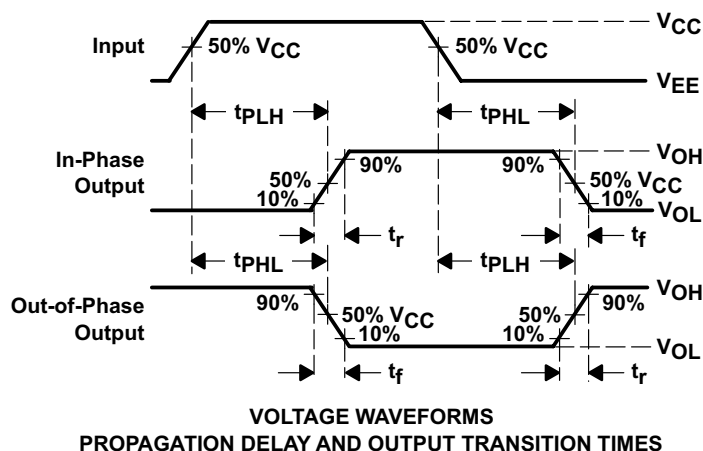 VCC
Input 50% VCC 50% VCC
VEE
tPLH tPHL
VOH
In-Phase Output 90% 90%
50% 50% VCC
10% 10%
VOL
tr tf
tPHL tPLH
VOH
Out-of-Phase Output 90% 90%
50% VCC 50%
10% 10%
VOL
tf tr
VOLTAGE WAVEFORMS
PROPAGATION DELAY AND OUTPUT TRANSITION TIMES